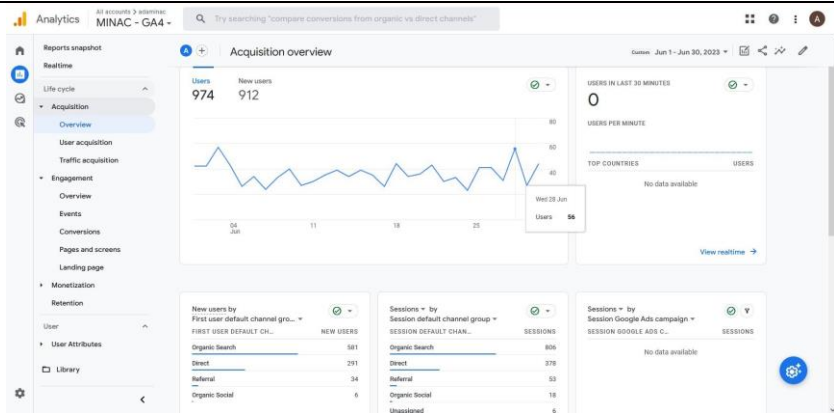 Analytics
All accounts > adaminac
MINAC - GA4
Try searching "compare conversions from organic vs direct channels"
A
Reports snapshot
Realtime
Life cycle
Acquisition
Overview
User acquisition
Traffic acquisition
Engagement
Overview
Events
Conversions
Pages and screens
Landing page
Monetization
Retention
User
User Attributes
Library
A
Acquisition overview
Custom Jun 1 - Jun 30, 2023
Users
974
New users
912
80
60
40
04
Jun
11
18
25
Wed 28 Jun
Users 56
USERS IN LAST 30 MINUTES
0
USERS PER MINUTE
TOP COUNTRIES USERS
No data available
View realtime
New users by
First user default channel gro...
FIRST USER DEFAULT CH... NEW USERS
Organic Search 581
Direct 291
Referral 34
Organic Social 6
Sessions by
Session default channel group
SESSION DEFAULT CHAN... SESSIONS
Organic Search 806
Direct 378
Referral 53
Organic Social 18
Unassigned 6
Sessions by
Session Google Ads campaign
SESSION GOOGLE ADS C... SESSIONS
No data available